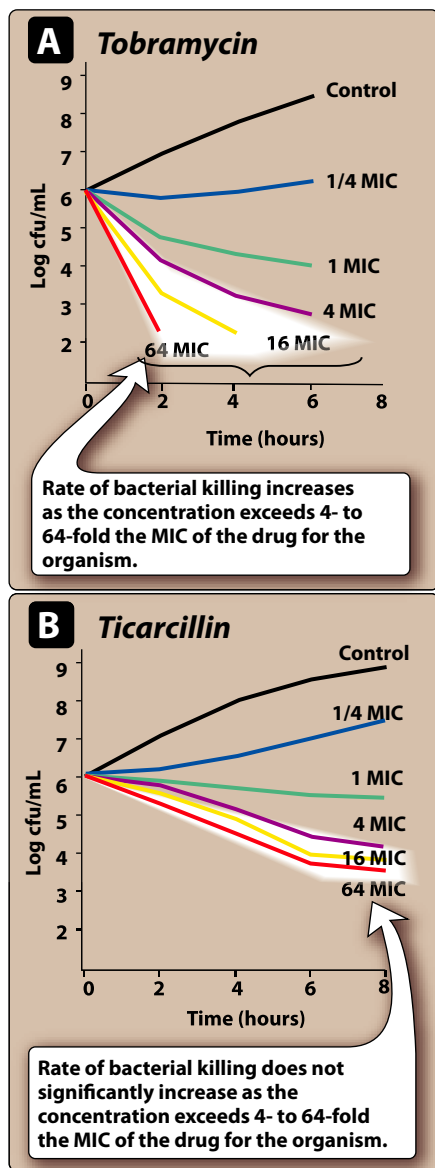 A Tobramycin
9
8
7
6
5
4
3
2
Log cfu/mL
Control
1/4 MIC
1 MIC
4 MIC
16 MIC
64 MIC
0 2 4 6 8
Time (hours)
Rate of bacterial killing increases
as the concentration exceeds 4- to
64-fold the MIC of the drug for the
organism.
B Ticarcillin
9
8
7
6
5
4
3
2
Log cfu/mL
Control
1/4 MIC
1 MIC
4 MIC
16 MIC
64 MIC
0 2 4 6 8
Time (hours)
Rate of bacterial killing does not
significantly increase as the
concentration exceeds 4- to 64-fold
the MIC of the drug for the organism.